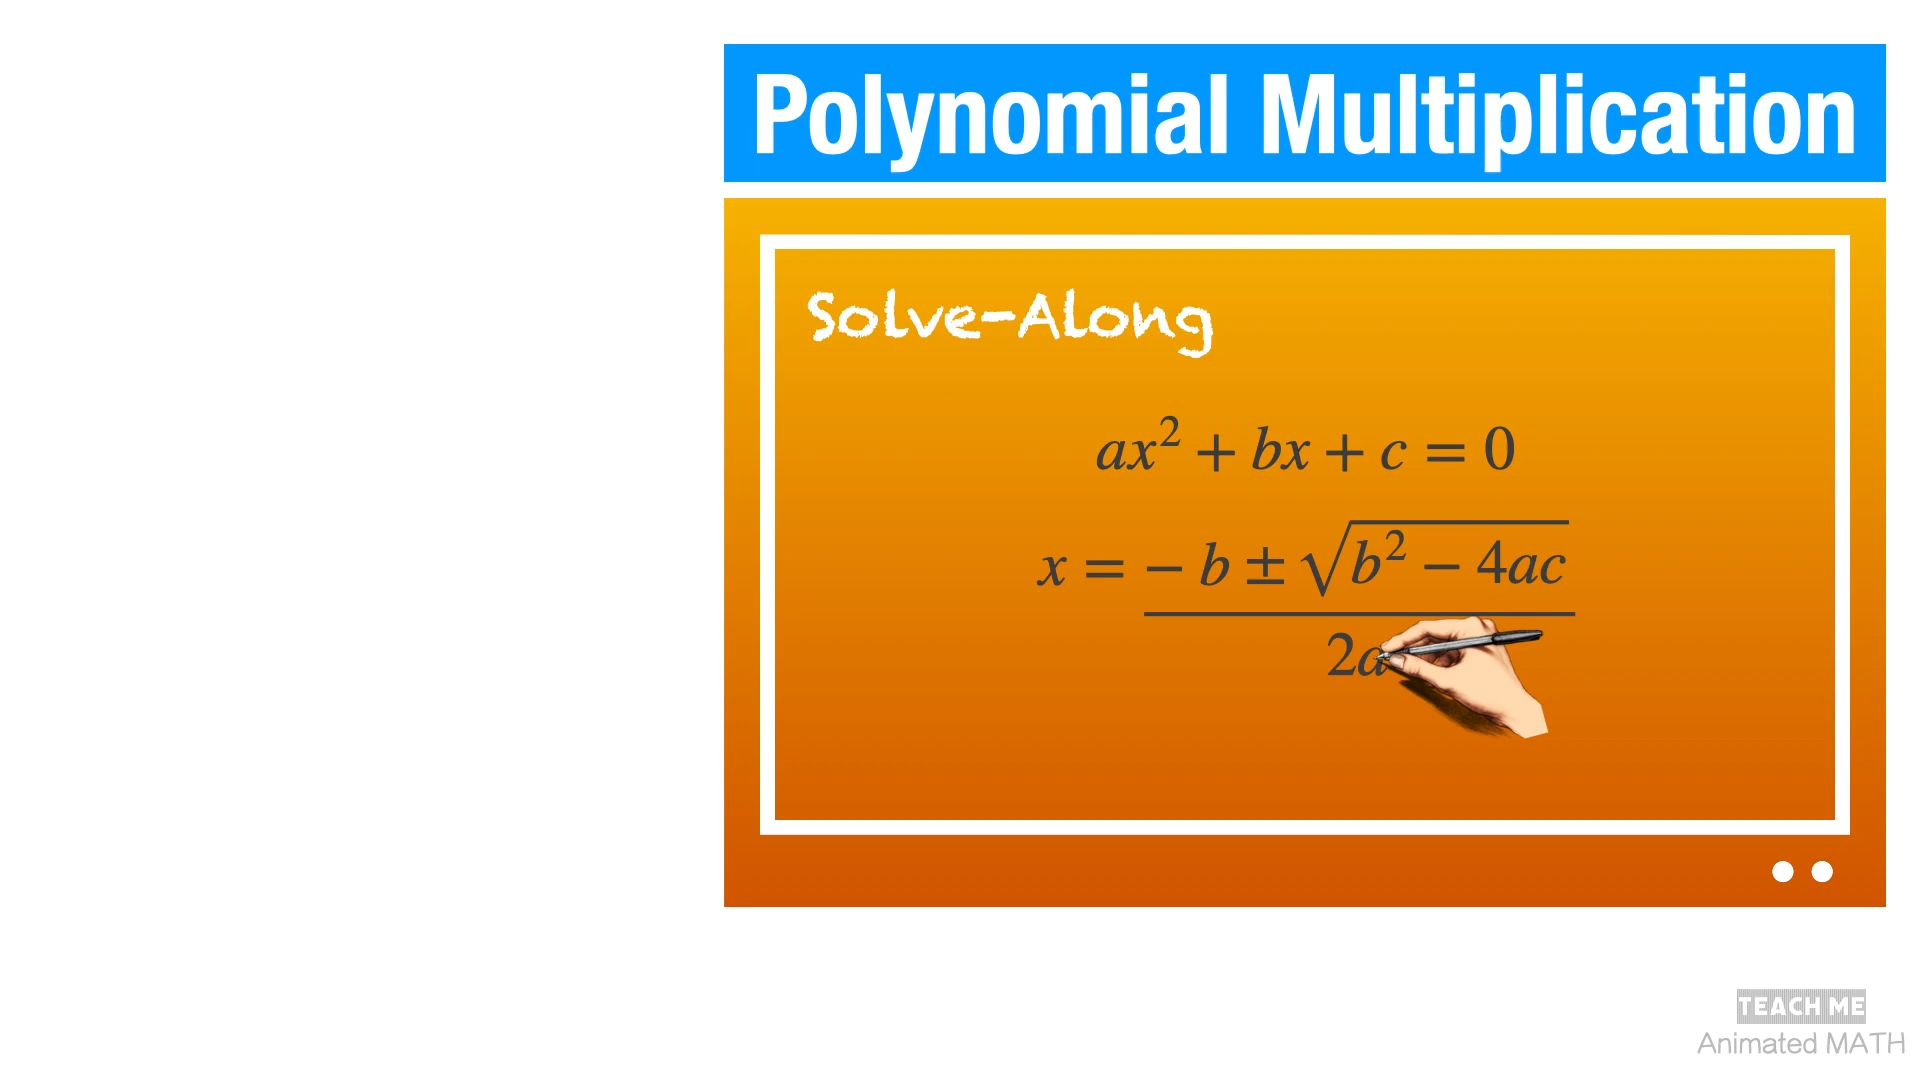 Polynomial Multiplication
Solve-Along
ax² + bx + c = 0
x = − b ± √b² − 4ac
2a
TEACH ME
Animated MATH